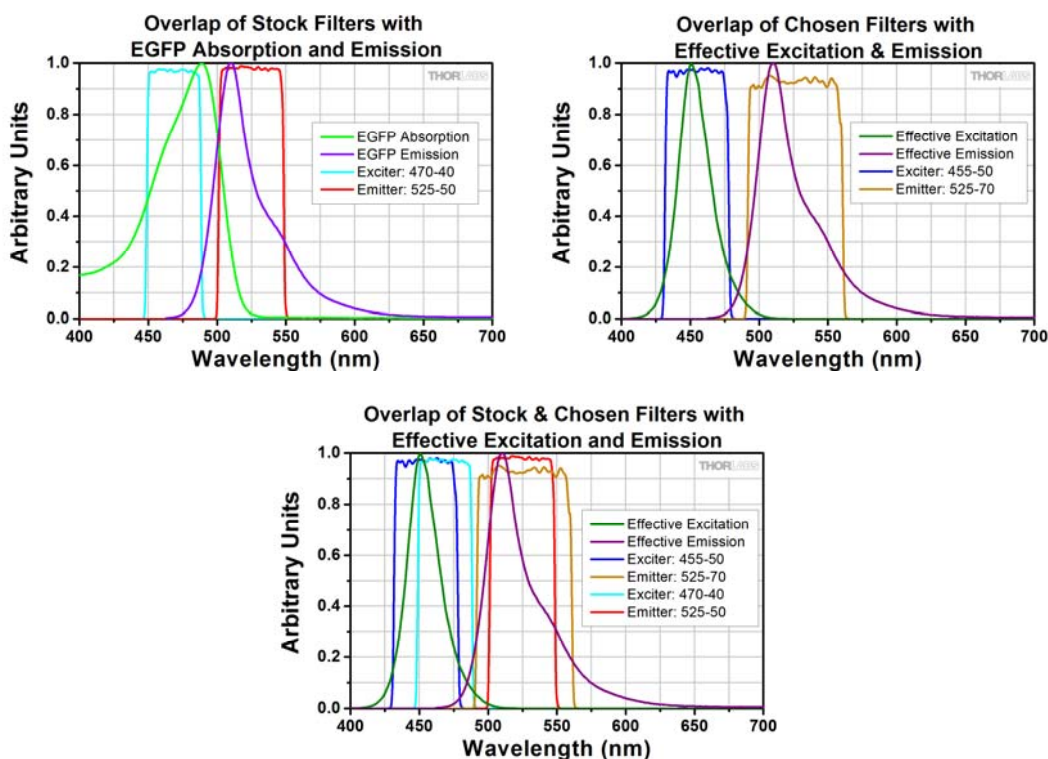 Overlap of Stock Filters with
EGFP Absorption and Emission
1.0
0.8
0.6
0.4
0.2
0.0
Arbitrary Units
THORLABS
EGFP Absorption
EGFP Emission
Exciter: 470-40
Emitter: 525-50
400 450 500 550 600 650 700
Wavelength (nm)
Overlap of Chosen Filters with
Effective Excitation & Emission
1.0
0.8
0.6
0.4
0.2
0.0
Arbitrary Units
THORLABS
Effective Excitation
Effective Emission
Exciter: 455-50
Emitter: 525-70
400 450 500 550 600 650 700
Wavelength (nm)
Overlap of Stock & Chosen Filters with
Effective Excitation and Emission
1.0
0.8
0.6
0.4
0.2
0.0
Arbitrary Units
THORLABS
Effective Excitation
Effective Emission
Exciter: 455-50
Emitter: 525-70
Exciter: 470-40
Emitter: 525-50
400 450 500 550 600 650 700
Wavelength (nm)